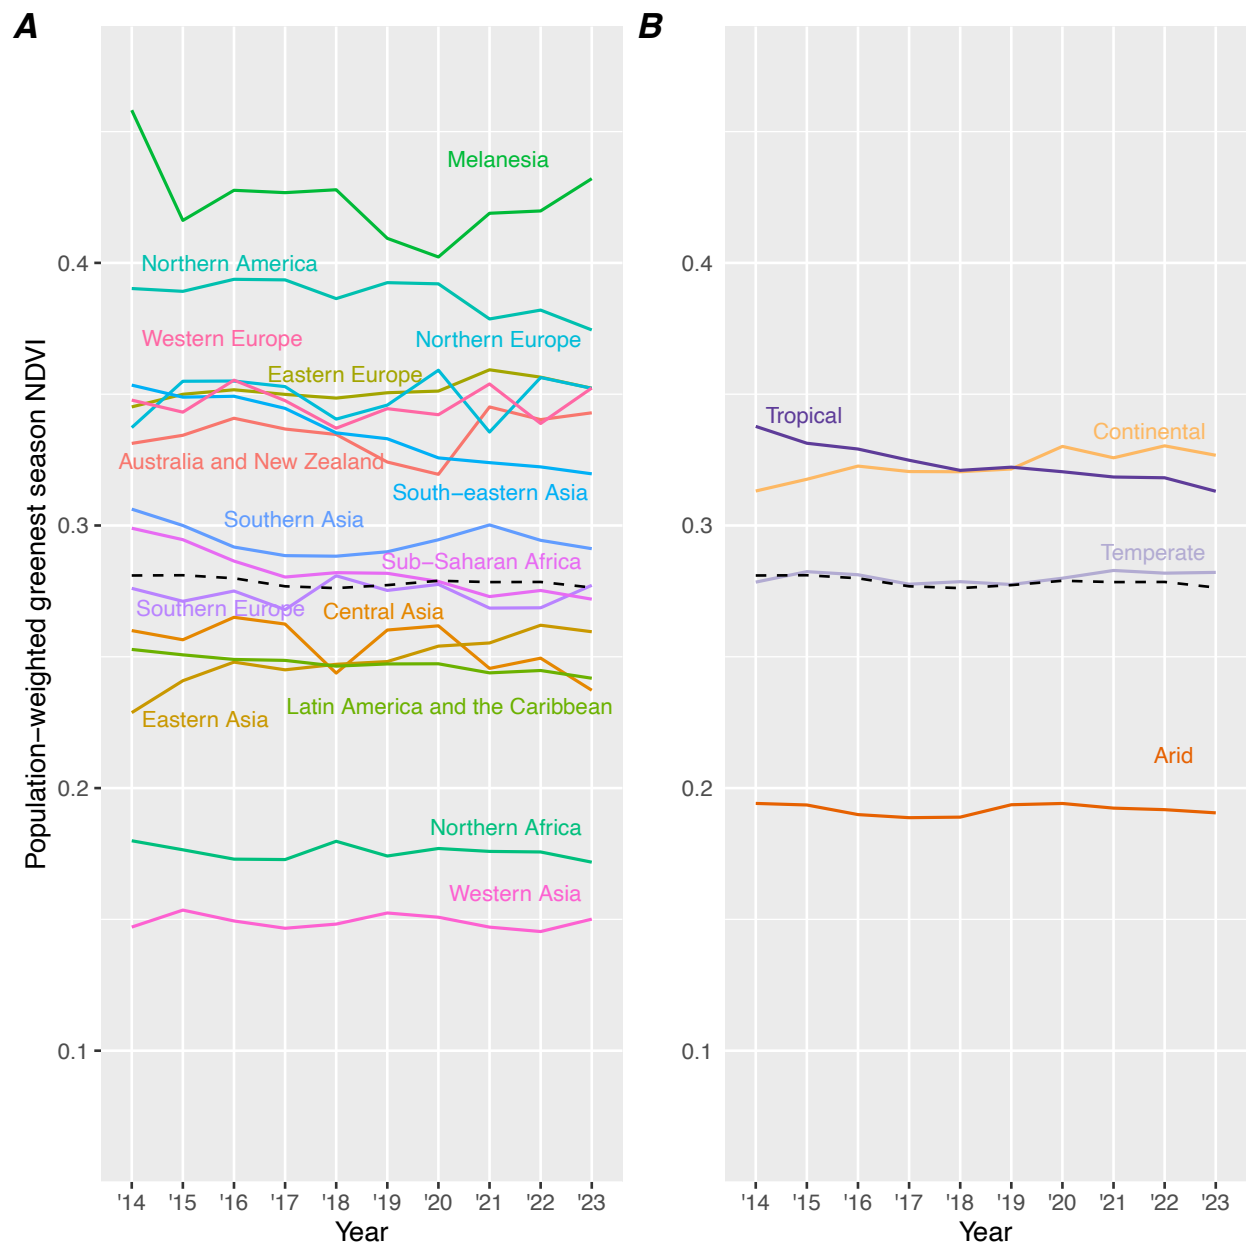 A
B
Population−weighted greenest season NDVI
0.4
0.3
0.2
0.1
Melanesia
Northern America
Western Europe
Northern Europe
Eastern Europe
Australia and New Zealand
South−eastern Asia
Southern Asia
Sub−Saharan Africa
Southern Europe
Central Asia
Latin America and the Caribbean
Eastern Asia
Northern Africa
Western Asia
'14 '15 '16 '17 '18 '19 '20 '21 '22 '23
Year
0.4
0.3
0.2
0.1
Tropical
Continental
Temperate
Arid
'14 '15 '16 '17 '18 '19 '20 '21 '22 '23
Year